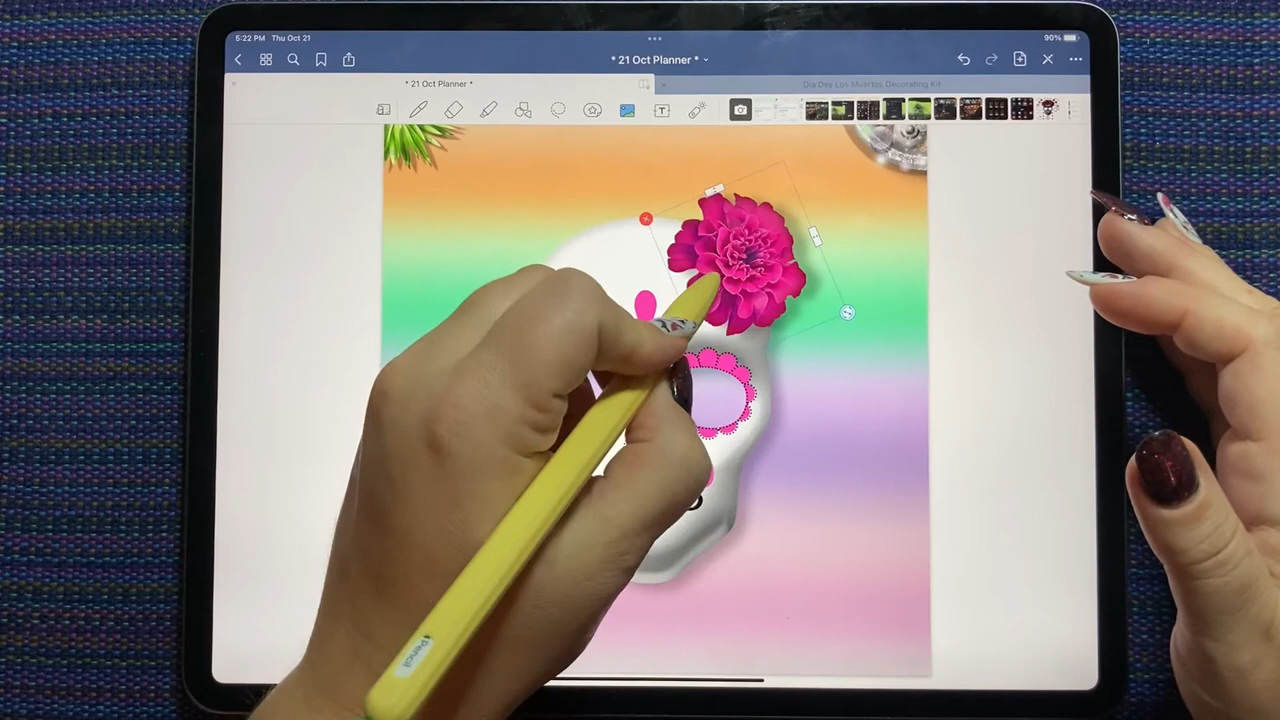 5:22 PM Thu Oct 21
90%
* 21 Oct Planner *
* 21 Oct Planner *
Dia Des Los Muertos Decorating Kit
T
Pencil